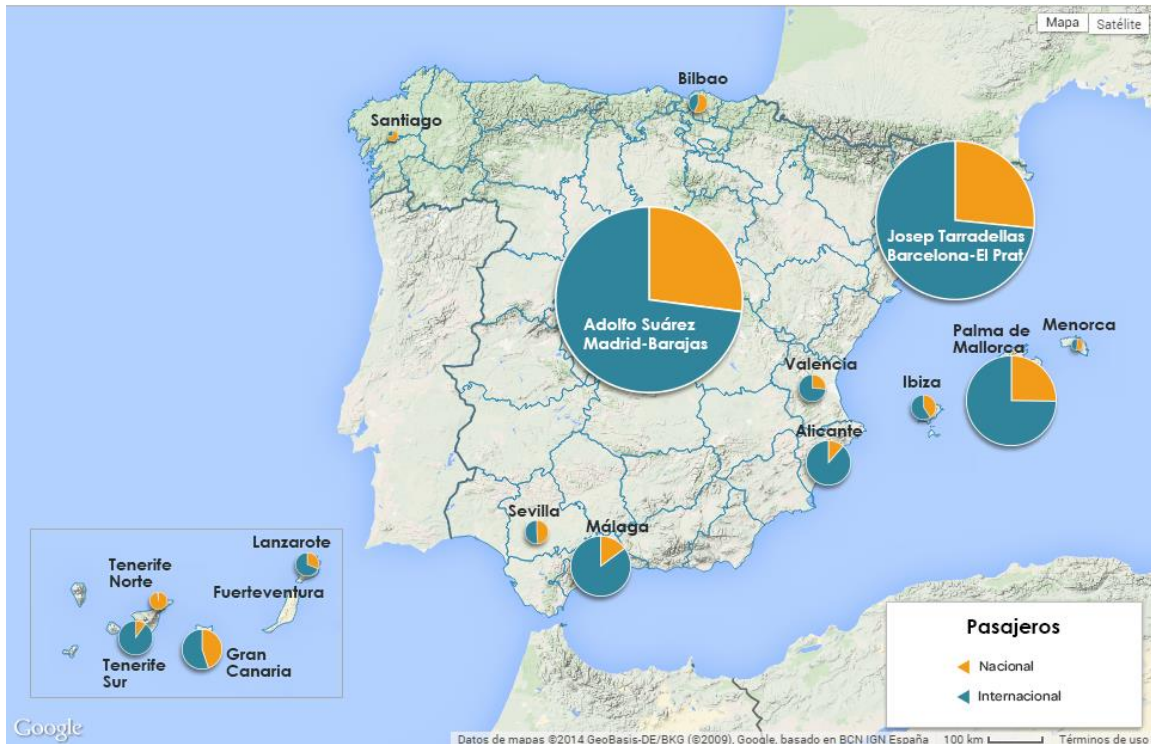 Mapa
Satélite
Bilbao
Santiago
Josep Tarradellas
Barcelona-El Prat
Adolfo Suárez
Madrid-Barajas
Palma de
Mallorca
Menorca
Valencia
Ibiza
Alicante
Sevilla
Málaga
Lanzarote
Tenerife
Norte
Fuerteventura
Tenerife
Sur
Gran
Canaria
Pasajeros
Nacional
Internacional
Google
Datos de mapas ©2014 GeoBasis-DE/BKG (©2009), Google, basado en BCN IGN España 100 km Términos de uso